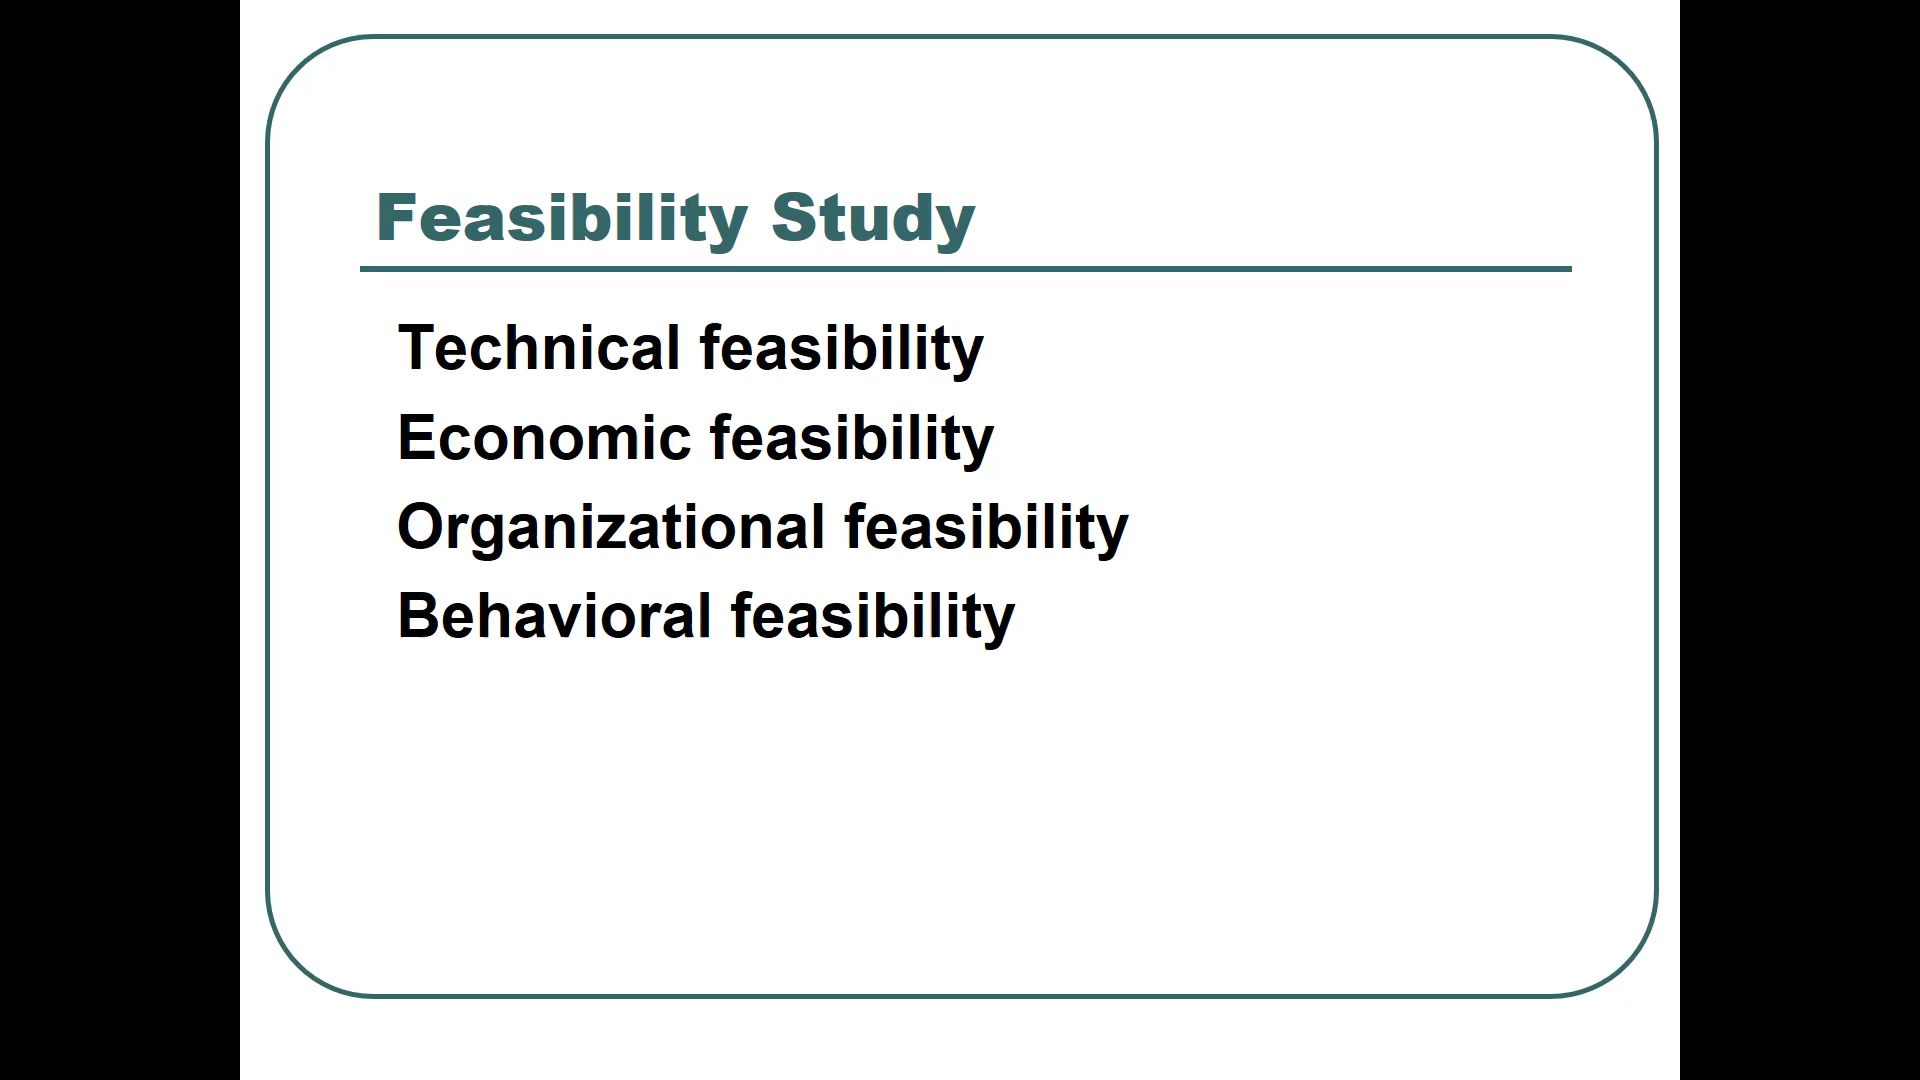 Feasibility Study
Technical feasibility
Economic feasibility
Organizational feasibility
Behavioral feasibility